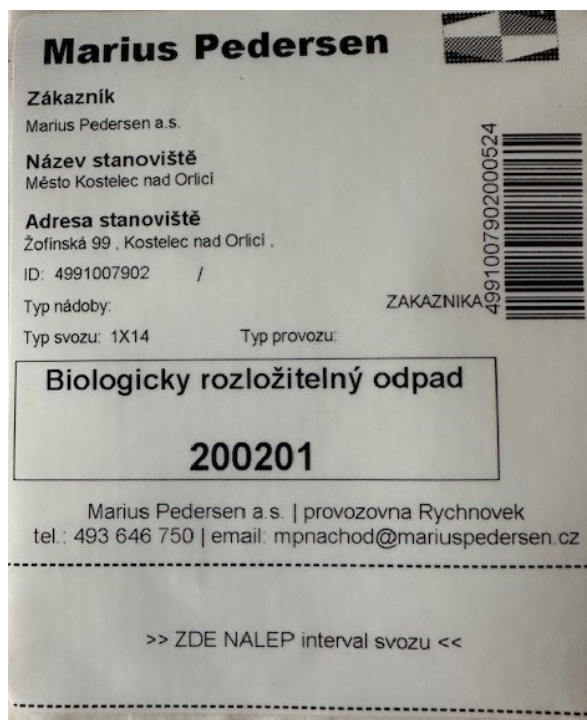 Marius Pedersen
Zákazník
Marius Pedersen a.s.
Název stanoviště
Město Kostelec nad Orlicí
Adresa stanoviště
Žofínská 99 , Kostelec nad Orlicí ,
ID: 4991007902 /
Typ nádoby:
ZAKAZNIKA
Typ svozu: 1X14 Typ provozu:
4991007902000524
Biologicky rozložitelný odpad
200201
Marius Pedersen a.s. | provozovna Rychnovek
tel.: 493 646 750 | email: mpnachod@mariuspedersen.cz
>> ZDE NALEP interval svozu <<